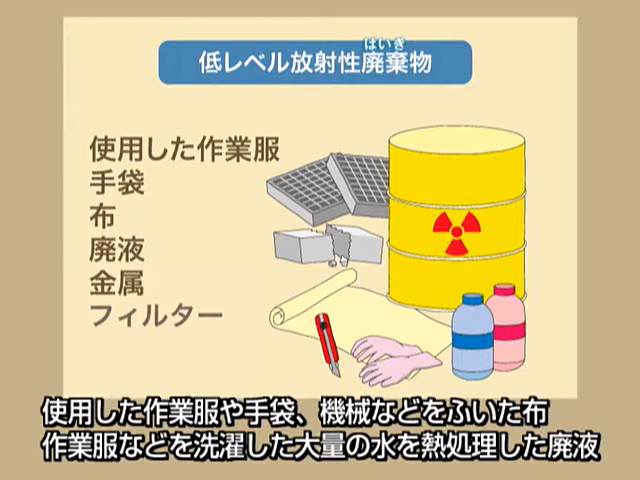 はいき
低レベル放射性廃棄物
使用した作業服
手袋
布
廃液
金属
フィルター
使用した作業服や手袋、機械などをふいた布
作業服などを洗濯した大量の水を熱処理した廃液